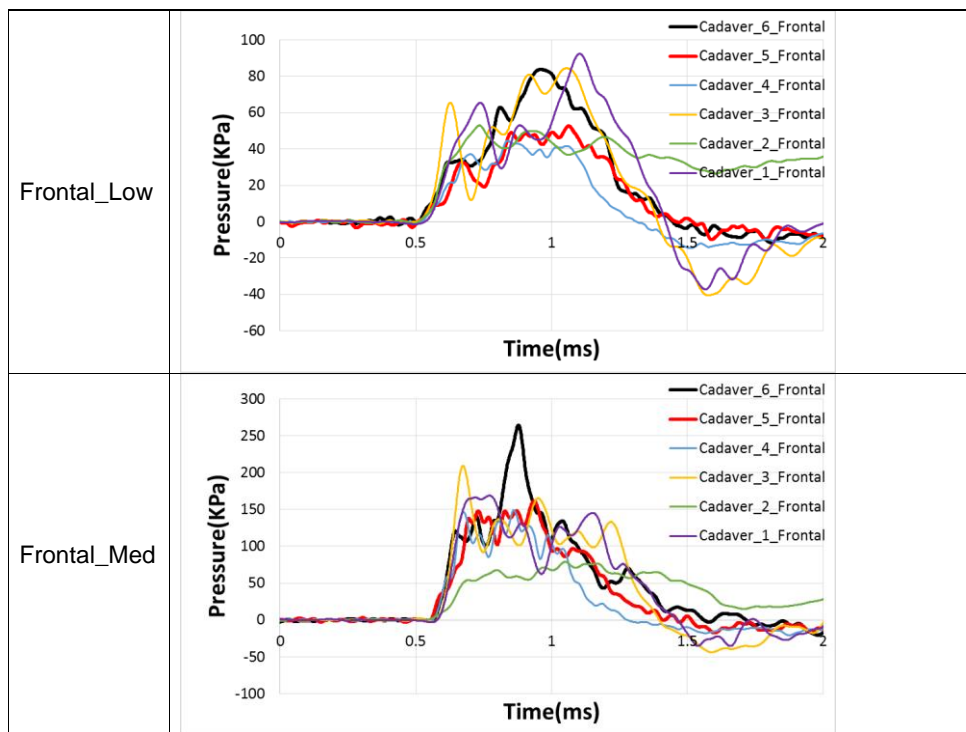 Frontal_Low
100
80
60
40
20
0
-20
-40
-60
Pressure(KPa)
0
0.5
1
1.5
2
Time(ms)
Cadaver_6_Frontal
Cadaver_5_Frontal
Cadaver_4_Frontal
Cadaver_3_Frontal
Cadaver_2_Frontal
Cadaver_1_Frontal
Frontal_Med
300
250
200
150
100
50
0
-50
-100
Pressure(KPa)
0
0.5
1
1.5
2
Time(ms)
Cadaver_6_Frontal
Cadaver_5_Frontal
Cadaver_4_Frontal
Cadaver_3_Frontal
Cadaver_2_Frontal
Cadaver_1_Frontal